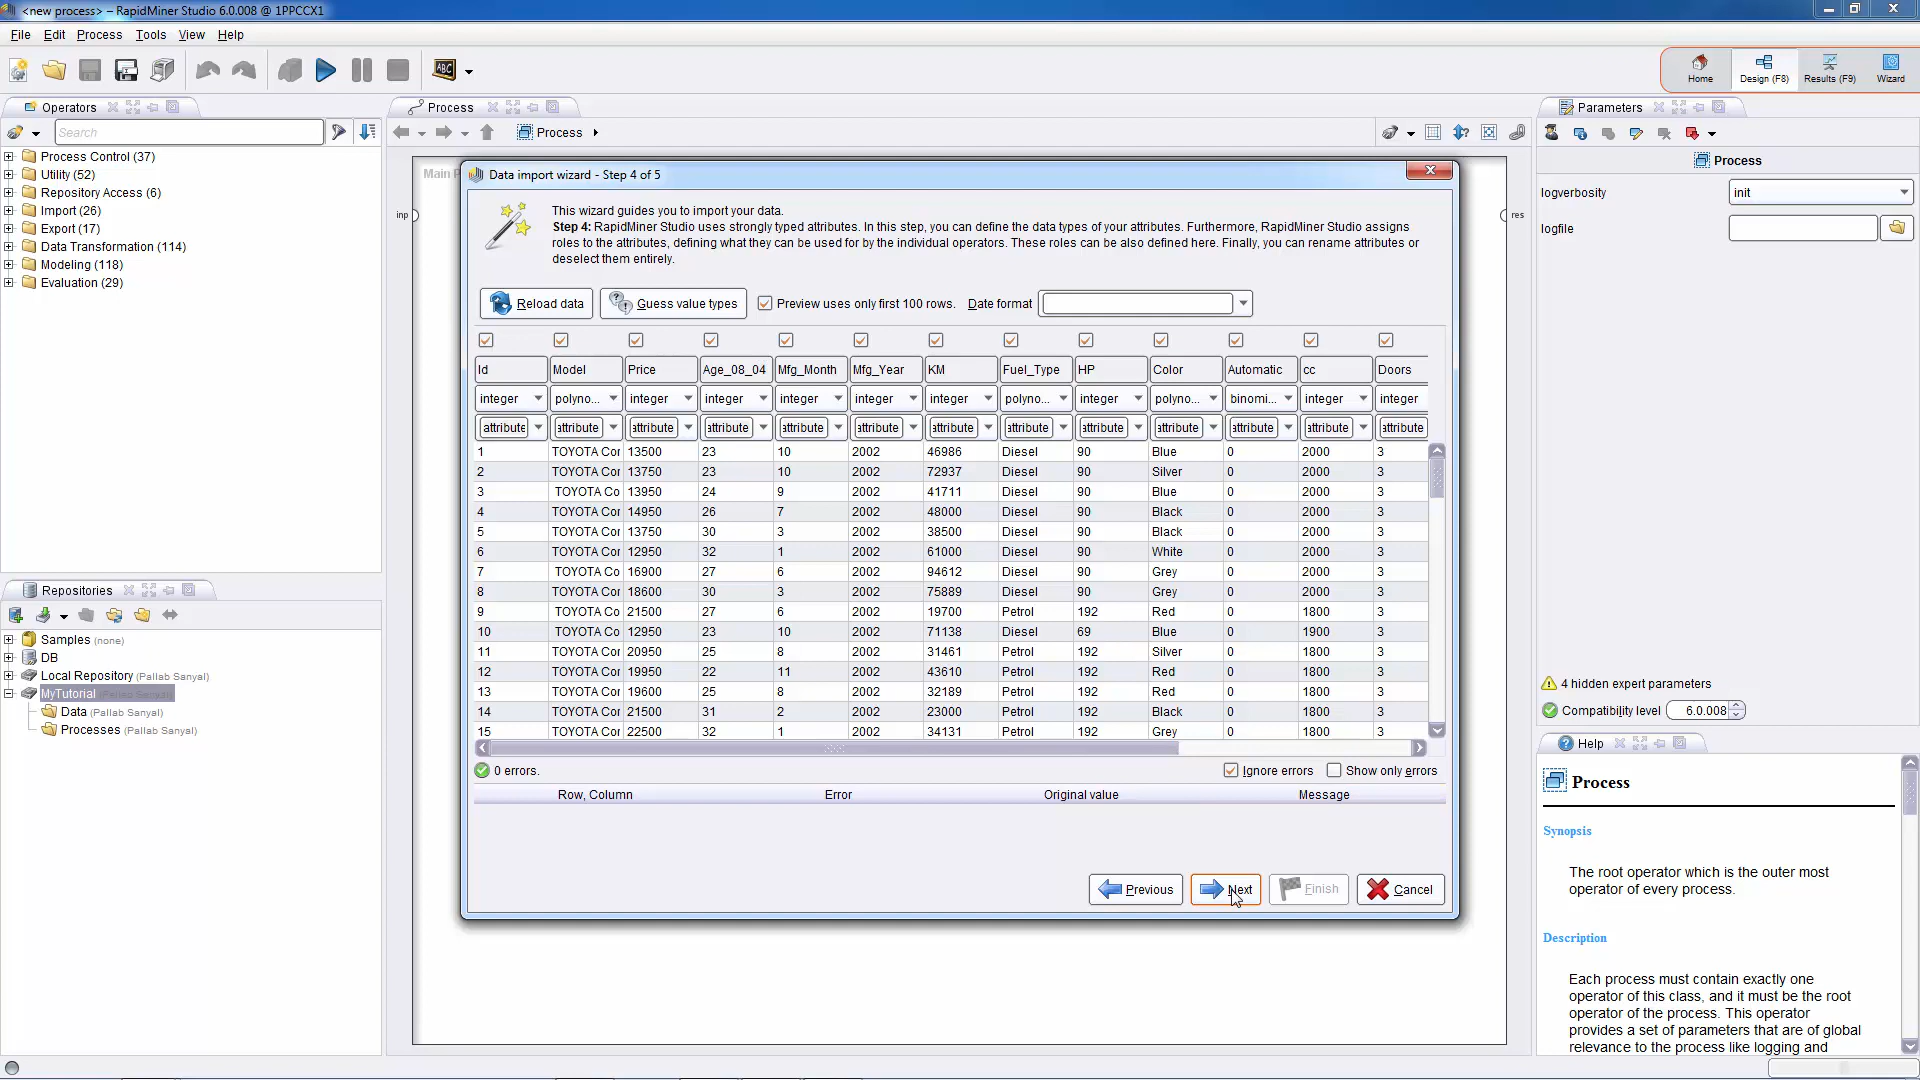 <new process> – RapidMiner Studio 6.0.008 @ 1PPCCX1
File Edit Process Tools View Help
ABC
Home Design (F8) Results (F9) Wizard
Operators
Process
Parameters
Search
Process
Process Control (37)
Utility (52)
Repository Access (6)
Import (26)
Export (17)
Data Transformation (114)
Modeling (118)
Evaluation (29)
Main P
inp
res
Process
logverbosity init
logfile
Data import wizard - Step 4 of 5
This wizard guides you to import your data.
Step 4: RapidMiner Studio uses strongly typed attributes. In this step, you can define the data types of your attributes. Furthermore, RapidMiner Studio assigns
roles to the attributes, defining what they can be used for by the individual operators. These roles can be also defined here. Finally, you can rename attributes or
deselect them entirely.
Reload data Guess value types Preview uses only first 100 rows. Date format
Id Model Price Age_08_04 Mfg_Month Mfg_Year KM Fuel_Type HP Color Automatic cc Doors
integer polyno... integer integer integer integer integer polyno... integer polyno... binomi... integer integer
attribute attribute attribute attribute attribute attribute attribute attribute attribute attribute attribute attribute attribute
1 TOYOTA Cor 13500 23 10 2002 46986 Diesel 90 Blue 0 2000 3
2 TOYOTA Cor 13750 23 10 2002 72937 Diesel 90 Silver 0 2000 3
3 TOYOTA Co 13950 24 9 2002 41711 Diesel 90 Blue 0 2000 3
4 TOYOTA Cor 14950 26 7 2002 48000 Diesel 90 Black 0 2000 3
5 TOYOTA Cor 13750 30 3 2002 38500 Diesel 90 Black 0 2000 3
6 TOYOTA Cor 12950 32 1 2002 61000 Diesel 90 White 0 2000 3
7 TOYOTA Co 16900 27 6 2002 94612 Diesel 90 Grey 0 2000 3
8 TOYOTA Cor 18600 30 3 2002 75889 Diesel 90 Grey 0 2000 3
9 TOYOTA Co 21500 27 6 2002 19700 Petrol 192 Red 0 1800 3
10 TOYOTA Co 12950 23 10 2002 71138 Diesel 69 Blue 0 1900 3
11 TOYOTA Cor 20950 25 8 2002 31461 Petrol 192 Silver 0 1800 3
12 TOYOTA Cor 19950 22 11 2002 43610 Petrol 192 Red 0 1800 3
13 TOYOTA Cor 19600 25 8 2002 32189 Petrol 192 Red 0 1800 3
14 TOYOTA Cor 21500 31 2 2002 23000 Petrol 192 Black 0 1800 3
15 TOYOTA Cor 22500 32 1 2002 34131 Petrol 192 Grey 0 1800 3
0 errors. Ignore errors Show only errors
Row, Column Error Original value Message
Previous Next Finish Cancel
Repositories
Samples (none)
DB
Local Repository (Pallab Sanyal)
MyTutorial (Pallab Sanyal)
Data (Pallab Sanyal)
Processes (Pallab Sanyal)
4 hidden expert parameters
Compatibility level 6.0.008
Help
Process
Synopsis
The root operator which is the outer most
operator of every process.
Description
Each process must contain exactly one
operator of this class, and it must be the root
operator of the process. This operator
provides a set of parameters that are of global
relevance to the process like logging and